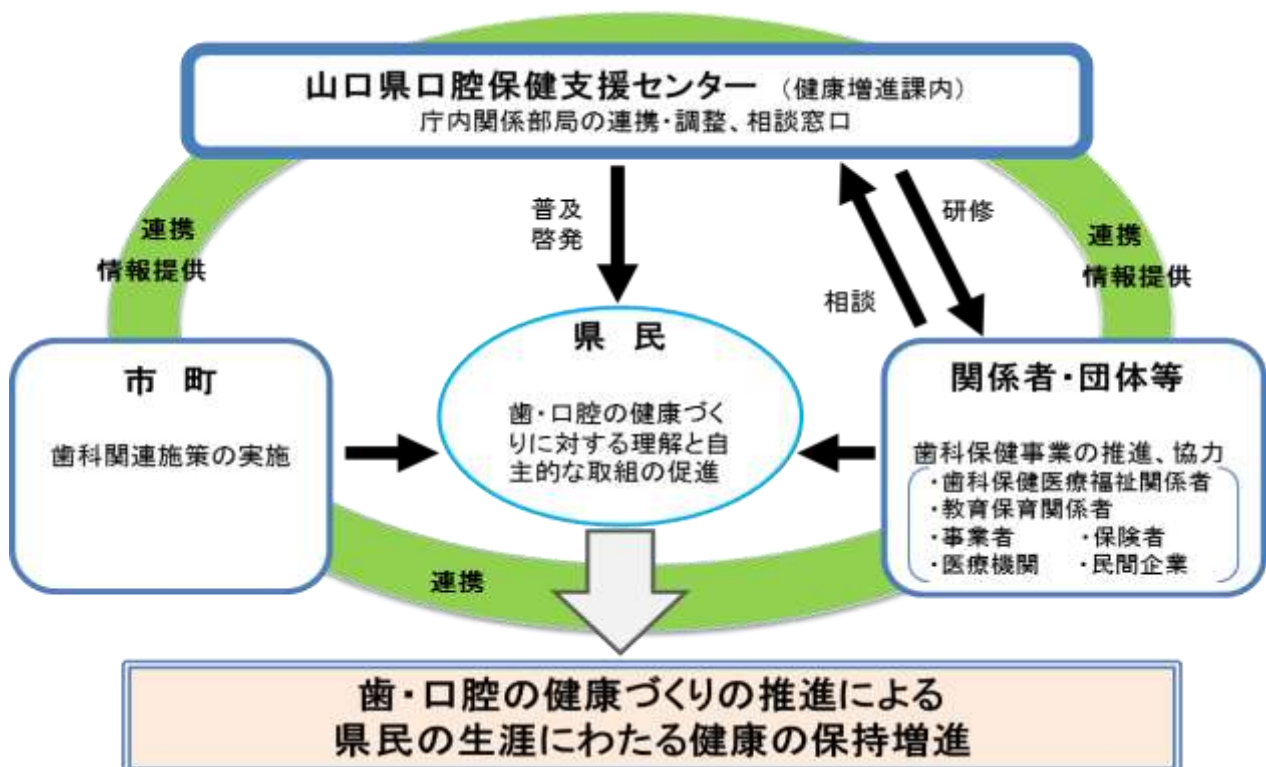 山口県口腔保健支援センター （健康増進課内）
庁内関係部局の連携・調整、相談窓口
普及
啓発
研修
相談
連携
情報提供
連携
情報提供
市 町
歯科関連施策の実施
県 民
歯・口腔の健康づく
りに対する理解と自
主的な取組の促進
関係者・団体等
歯科保健事業の推進、協力
・歯科保健医療福祉関係者
・教育保育関係者
・事業者 ・保険者
・医療機関 ・民間企業
連携
歯・口腔の健康づくりの推進による
県民の生涯にわたる健康の保持増進